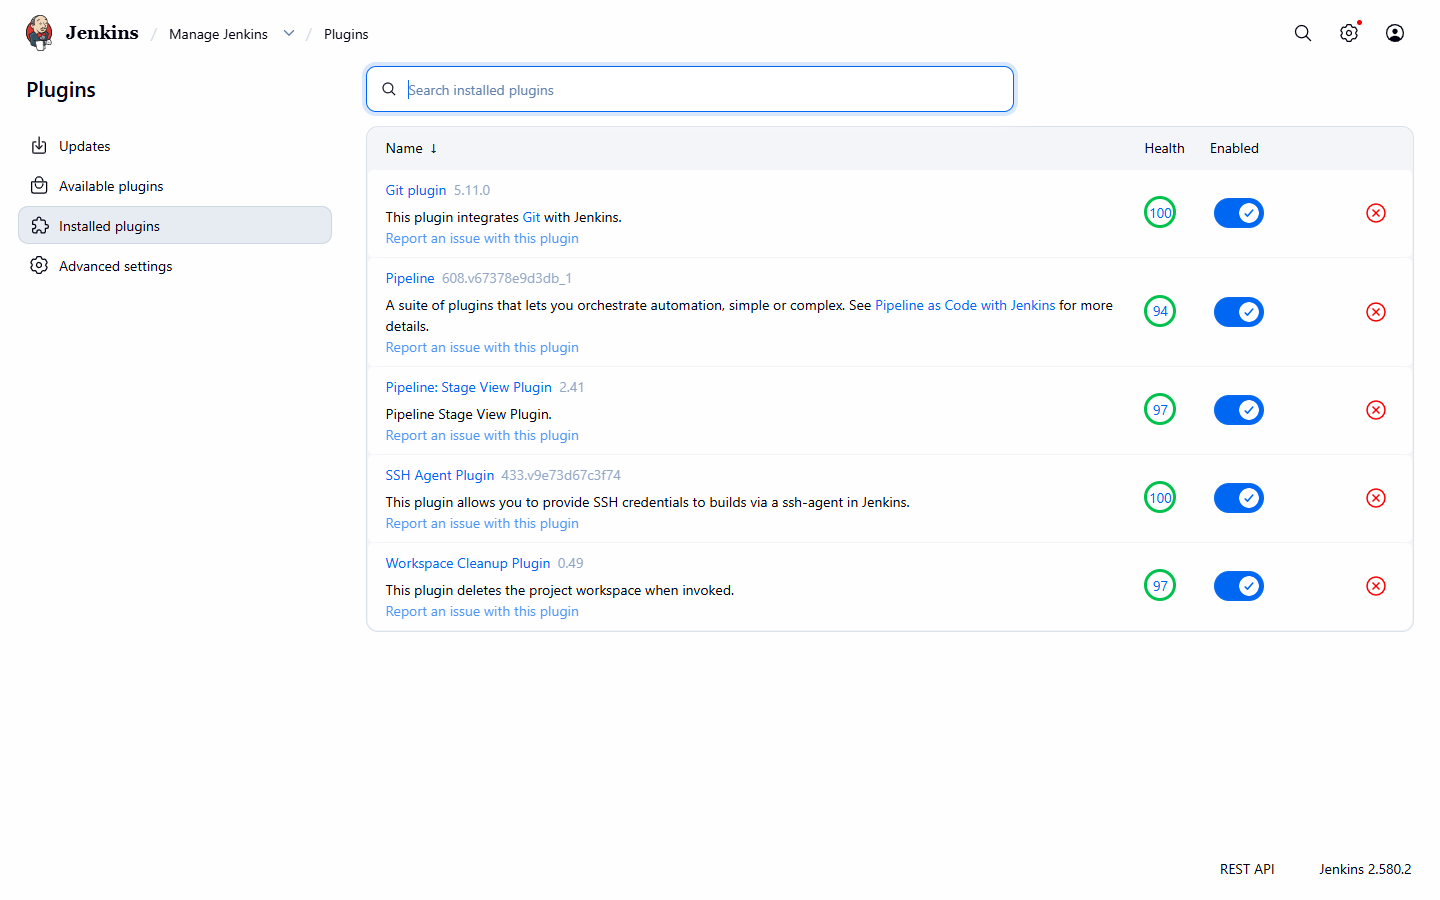 Jenkins / Manage Jenkins / Plugins
Plugins
Search installed plugins
Updates
Available plugins
Installed plugins
Advanced settings
Name ↓ Health Enabled
Git plugin 5.11.0
This plugin integrates Git with Jenkins.
Report an issue with this plugin
100
Pipeline 608.v67378e9d3db_1
A suite of plugins that lets you orchestrate automation, simple or complex. See Pipeline as Code with Jenkins for more
details.
Report an issue with this plugin
94
Pipeline: Stage View Plugin 2.41
Pipeline Stage View Plugin.
Report an issue with this plugin
97
SSH Agent Plugin 433.v9e73d67c3f74
This plugin allows you to provide SSH credentials to builds via a ssh-agent in Jenkins.
Report an issue with this plugin
100
Workspace Cleanup Plugin 0.49
This plugin deletes the project workspace when invoked.
Report an issue with this plugin
97
REST API Jenkins 2.580.2